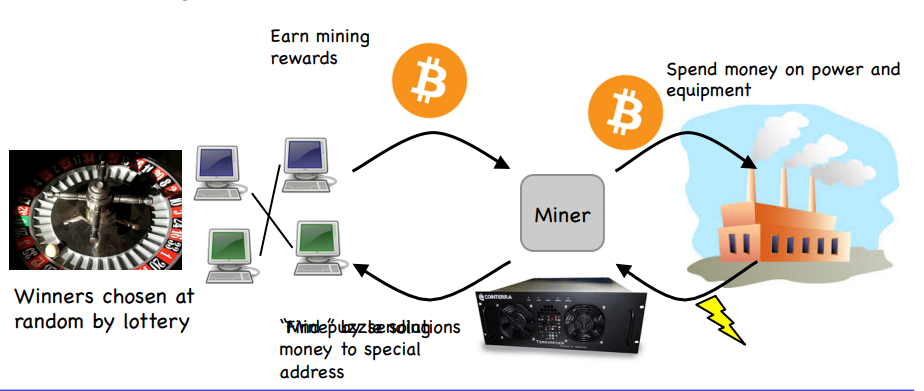 Earn mining
rewards
Spend money on power and
equipment
Miner
Winners chosen at
random by lottery
COINTERRA
money to special
address